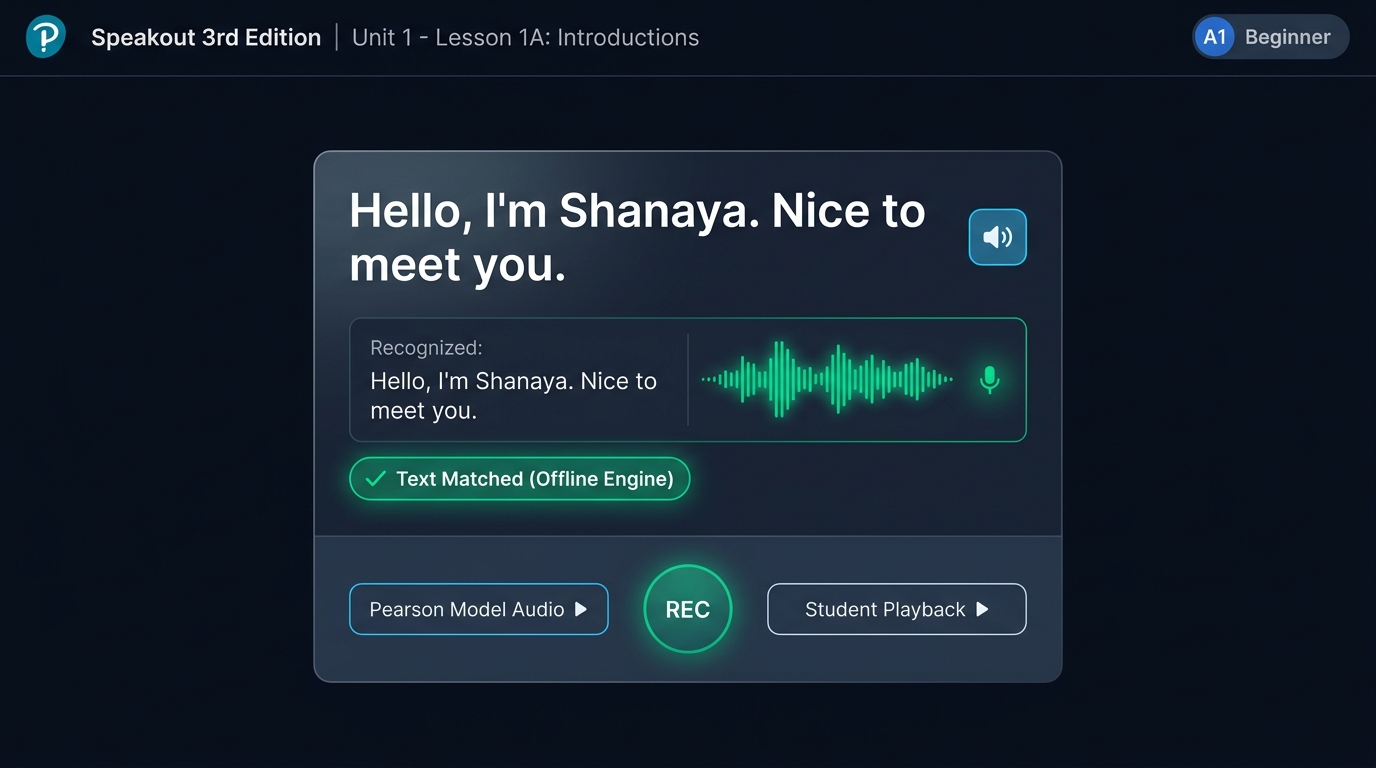 Speakout 3rd Edition | Unit 1 - Lesson 1A: Introductions
A1 Beginner
Hello, I'm Shanaya. Nice to
meet you.
Recognized:
Hello, I'm Shanaya. Nice to
meet you.
Text Matched (Offline Engine)
Pearson Model Audio
REC
Student Playback